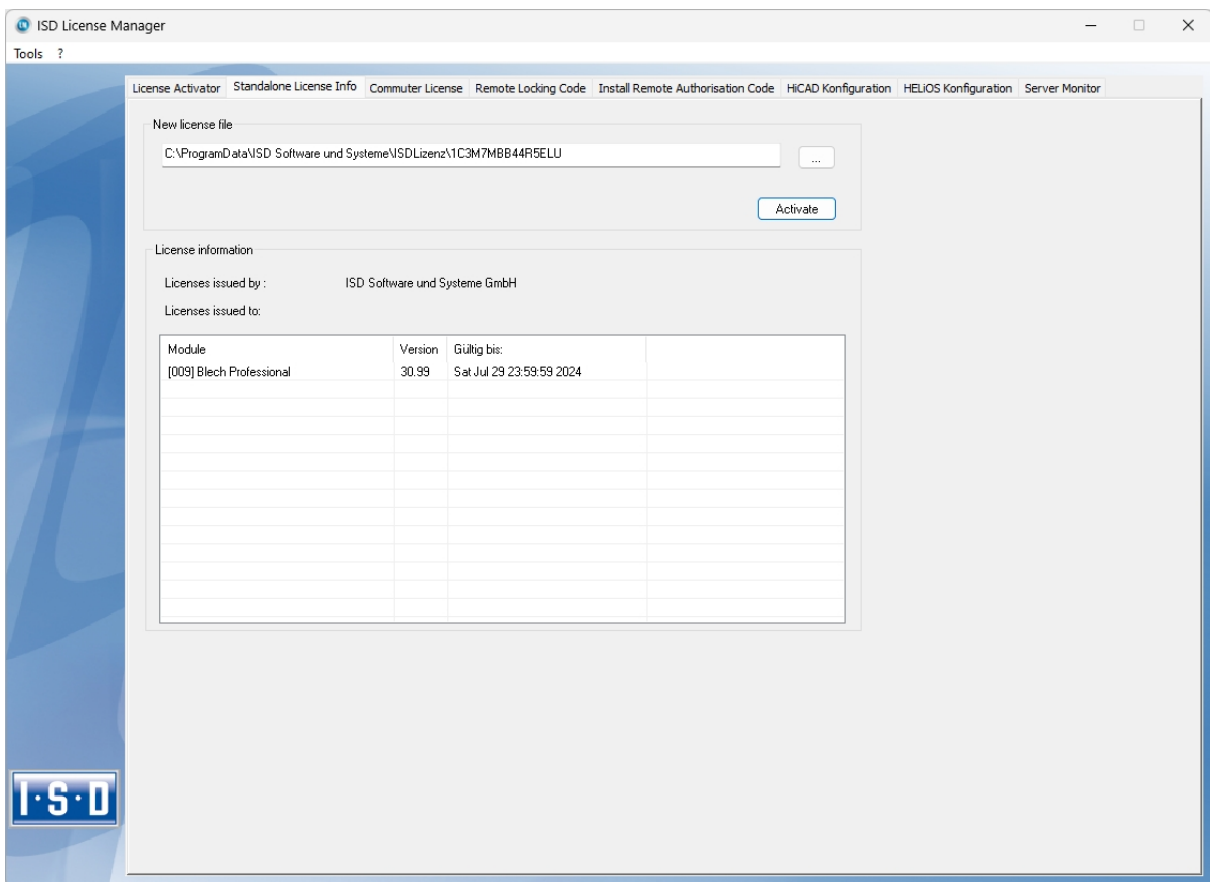 ISD License Manager
Tools ?
License Activator Standalone License Info Commuter License Remote Locking Code Install Remote Authorisation Code HiCAD Konfiguration HELiOS Konfiguration Server Monitor
New license file
C:\ProgramData\ISD Software und Systeme\ISDLizenz\1C3M7MBB44R5ELU
...
Activate
License information
Licenses issued by : ISD Software und Systeme GmbH
Licenses issued to:
Module Version Gültig bis:
[009] Blech Professional 30.99 Sat Jul 29 23:59:59 2024
I·S·D